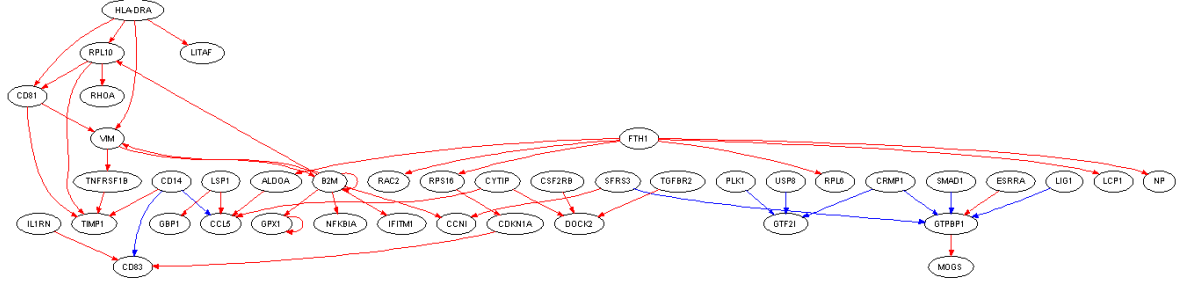 HLA-DRA
RPL10 LITAF
CD81 RHOA
VIM FTH1
TNFRSF1B CD14 LSP1 ALDOA B2M RAC2 RPS16 CYTIP CSF2RB SFRS3 TGFBR2 PLK1 USP8 RPL6 CRMP1 SMAD1 ESRRA LIG1 LCP1 NP
IL1RN TIMP1 GBP1 CCL5 GPX1 NFKBIA IFITM1 CCNI CDKN1A DOCK2 GTF2I GTPBP1
CD83 MOGS